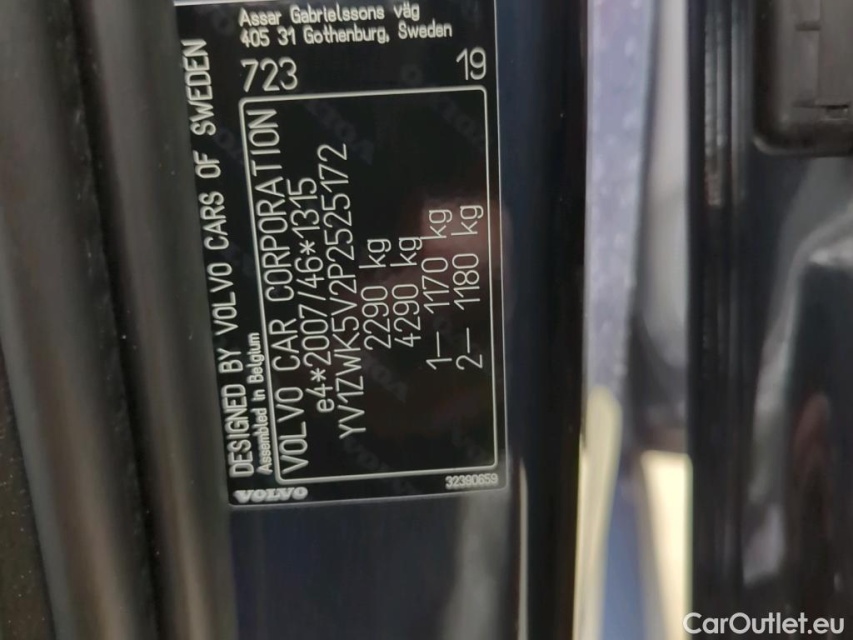 Assar Gabrielssons väg
405 31 Gothenburg, Sweden
723
19
DESIGNED BY VOLVO CARS OF SWEDEN
Assembled in Belgium
VOLVO CAR CORPORATION
e4*2007/46*1315
YV1ZWK5V2P2525172
2290 kg
4290 kg
1– 1170 kg
2– 1180 kg
VOLVO
32390659
CarOutlet.eu